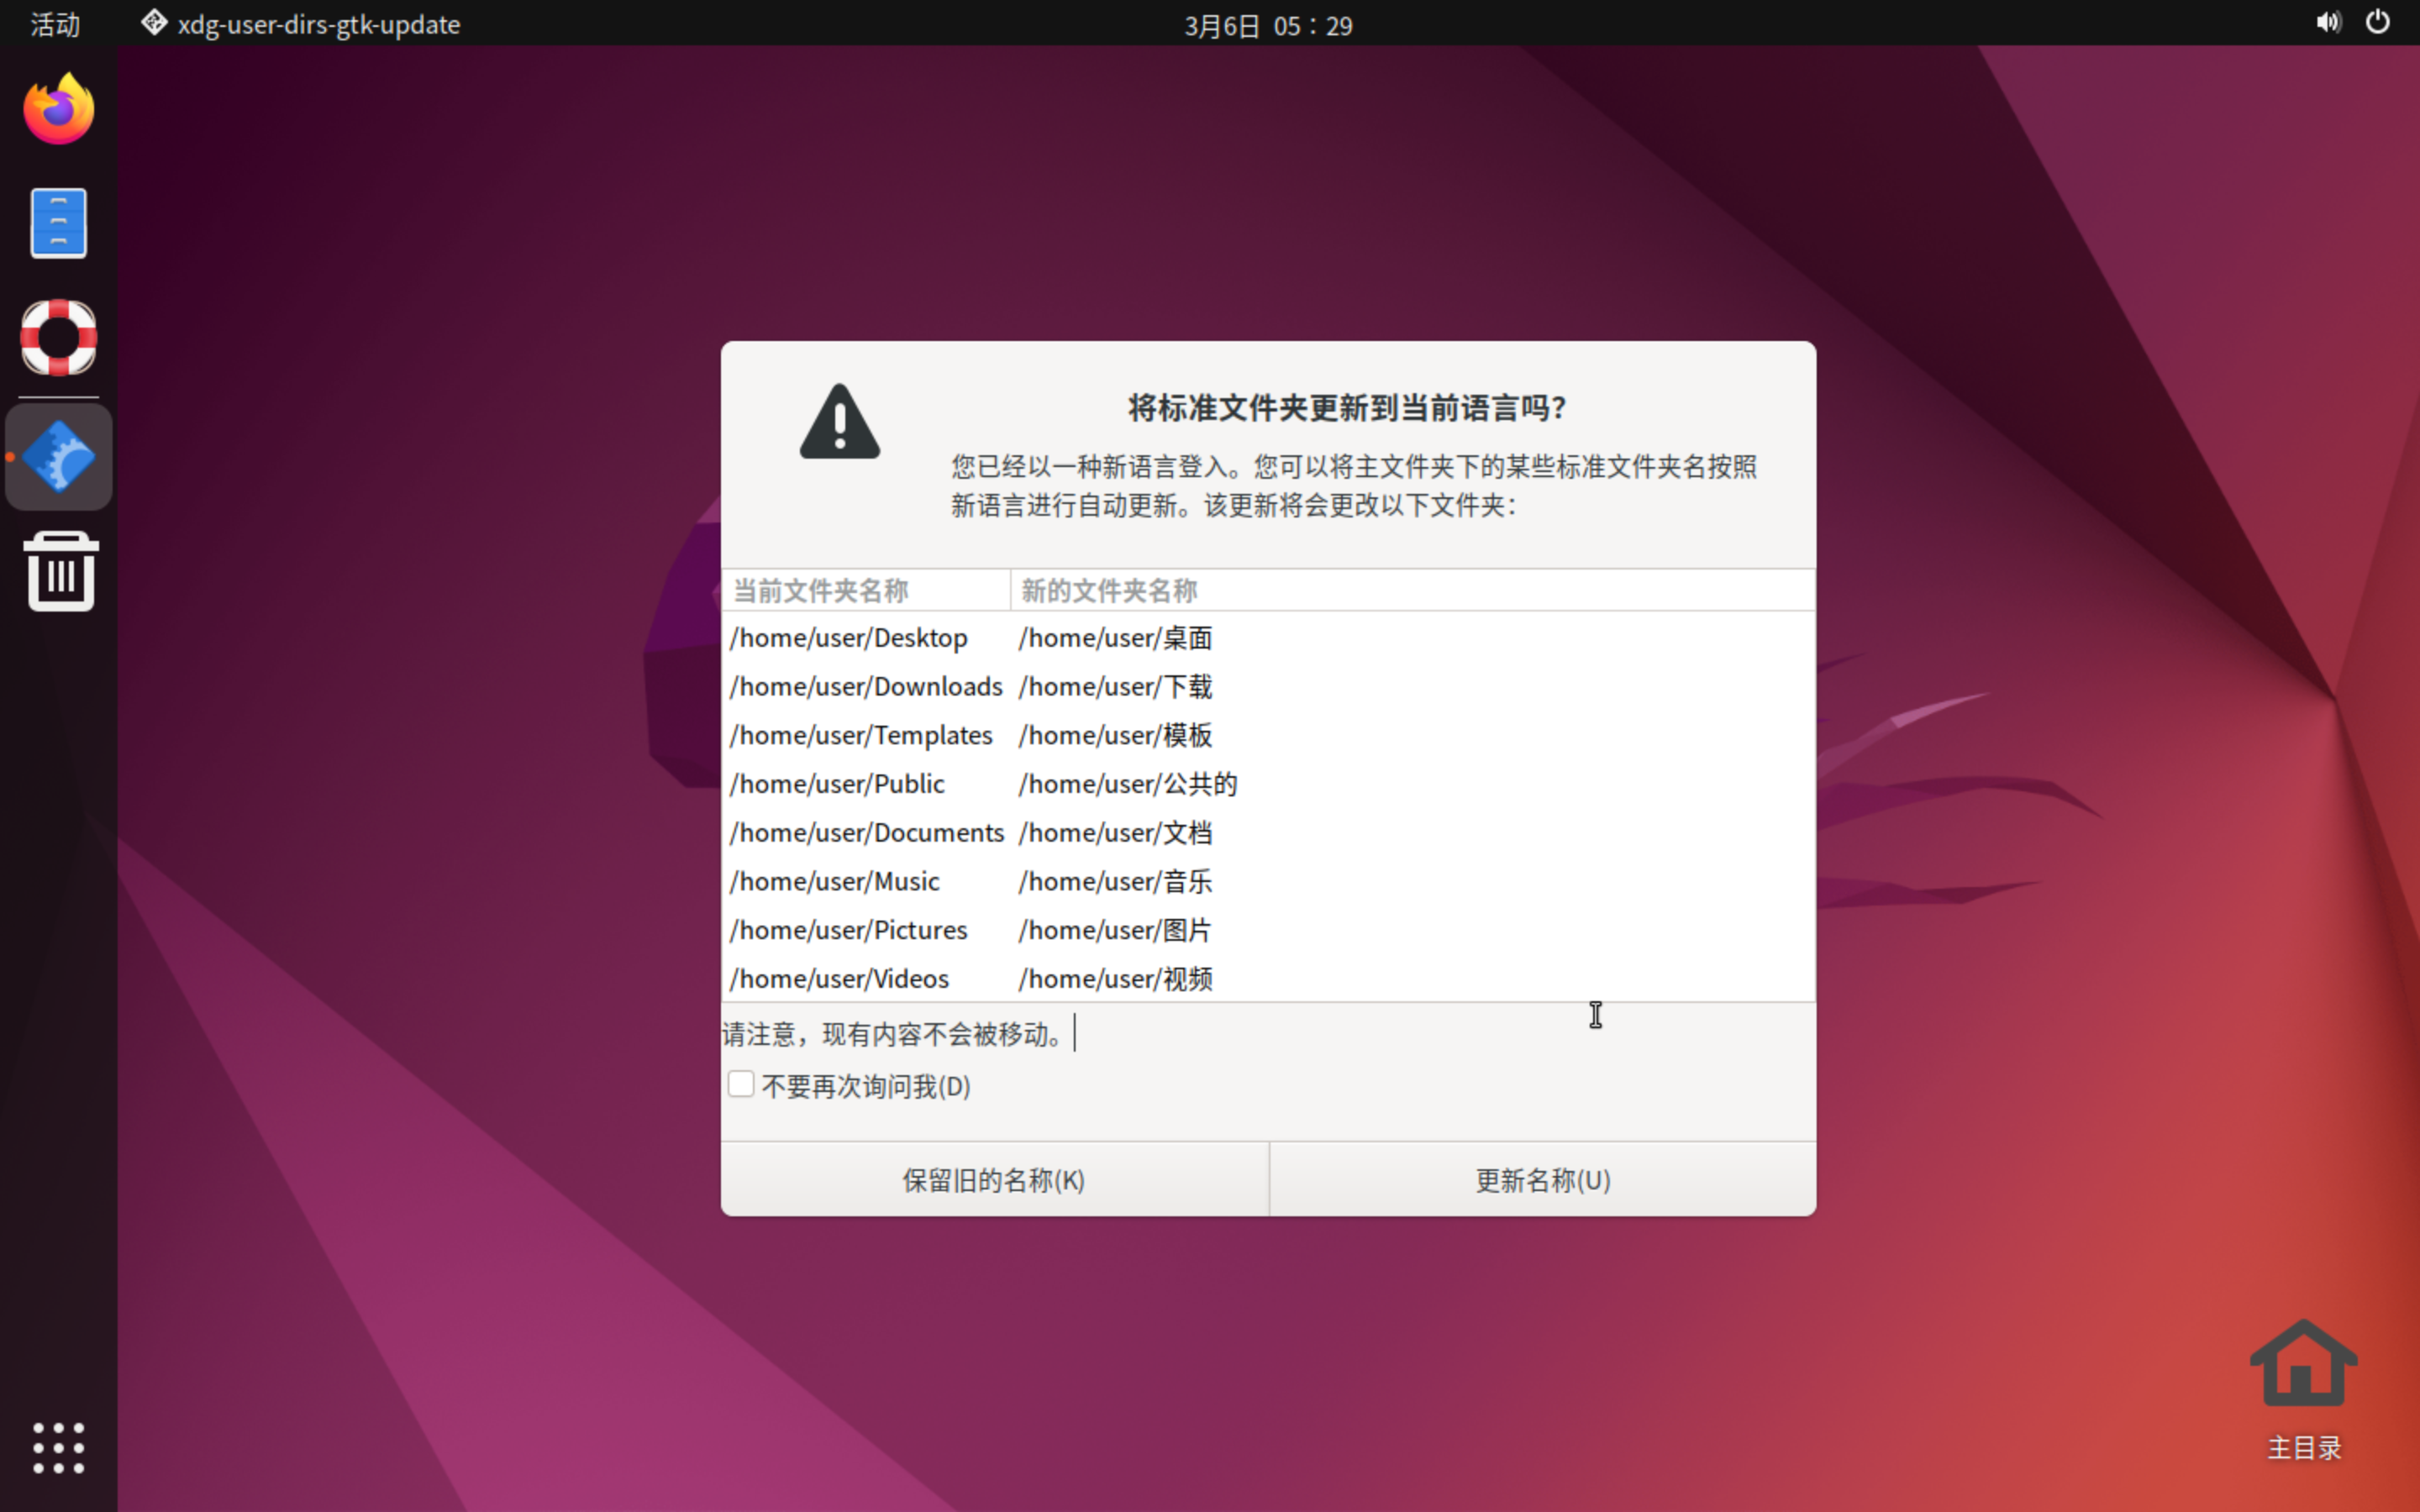 活动 xdg-user-dirs-gtk-update 3月6日 05：29
将标准文件夹更新到当前语言吗？
您已经以一种新语言登入。您可以将主文件夹下的某些标准文件夹名按照
新语言进行自动更新。该更新将会更改以下文件夹：
当前文件夹名称 新的文件夹名称
/home/user/Desktop /home/user/桌面
/home/user/Downloads /home/user/下载
/home/user/Templates /home/user/模板
/home/user/Public /home/user/公共的
/home/user/Documents /home/user/文档
/home/user/Music /home/user/音乐
/home/user/Pictures /home/user/图片
/home/user/Videos /home/user/视频
请注意，现有内容不会被移动。
不要再次询问我(D)
保留旧的名称(K) 更新名称(U)
主目录